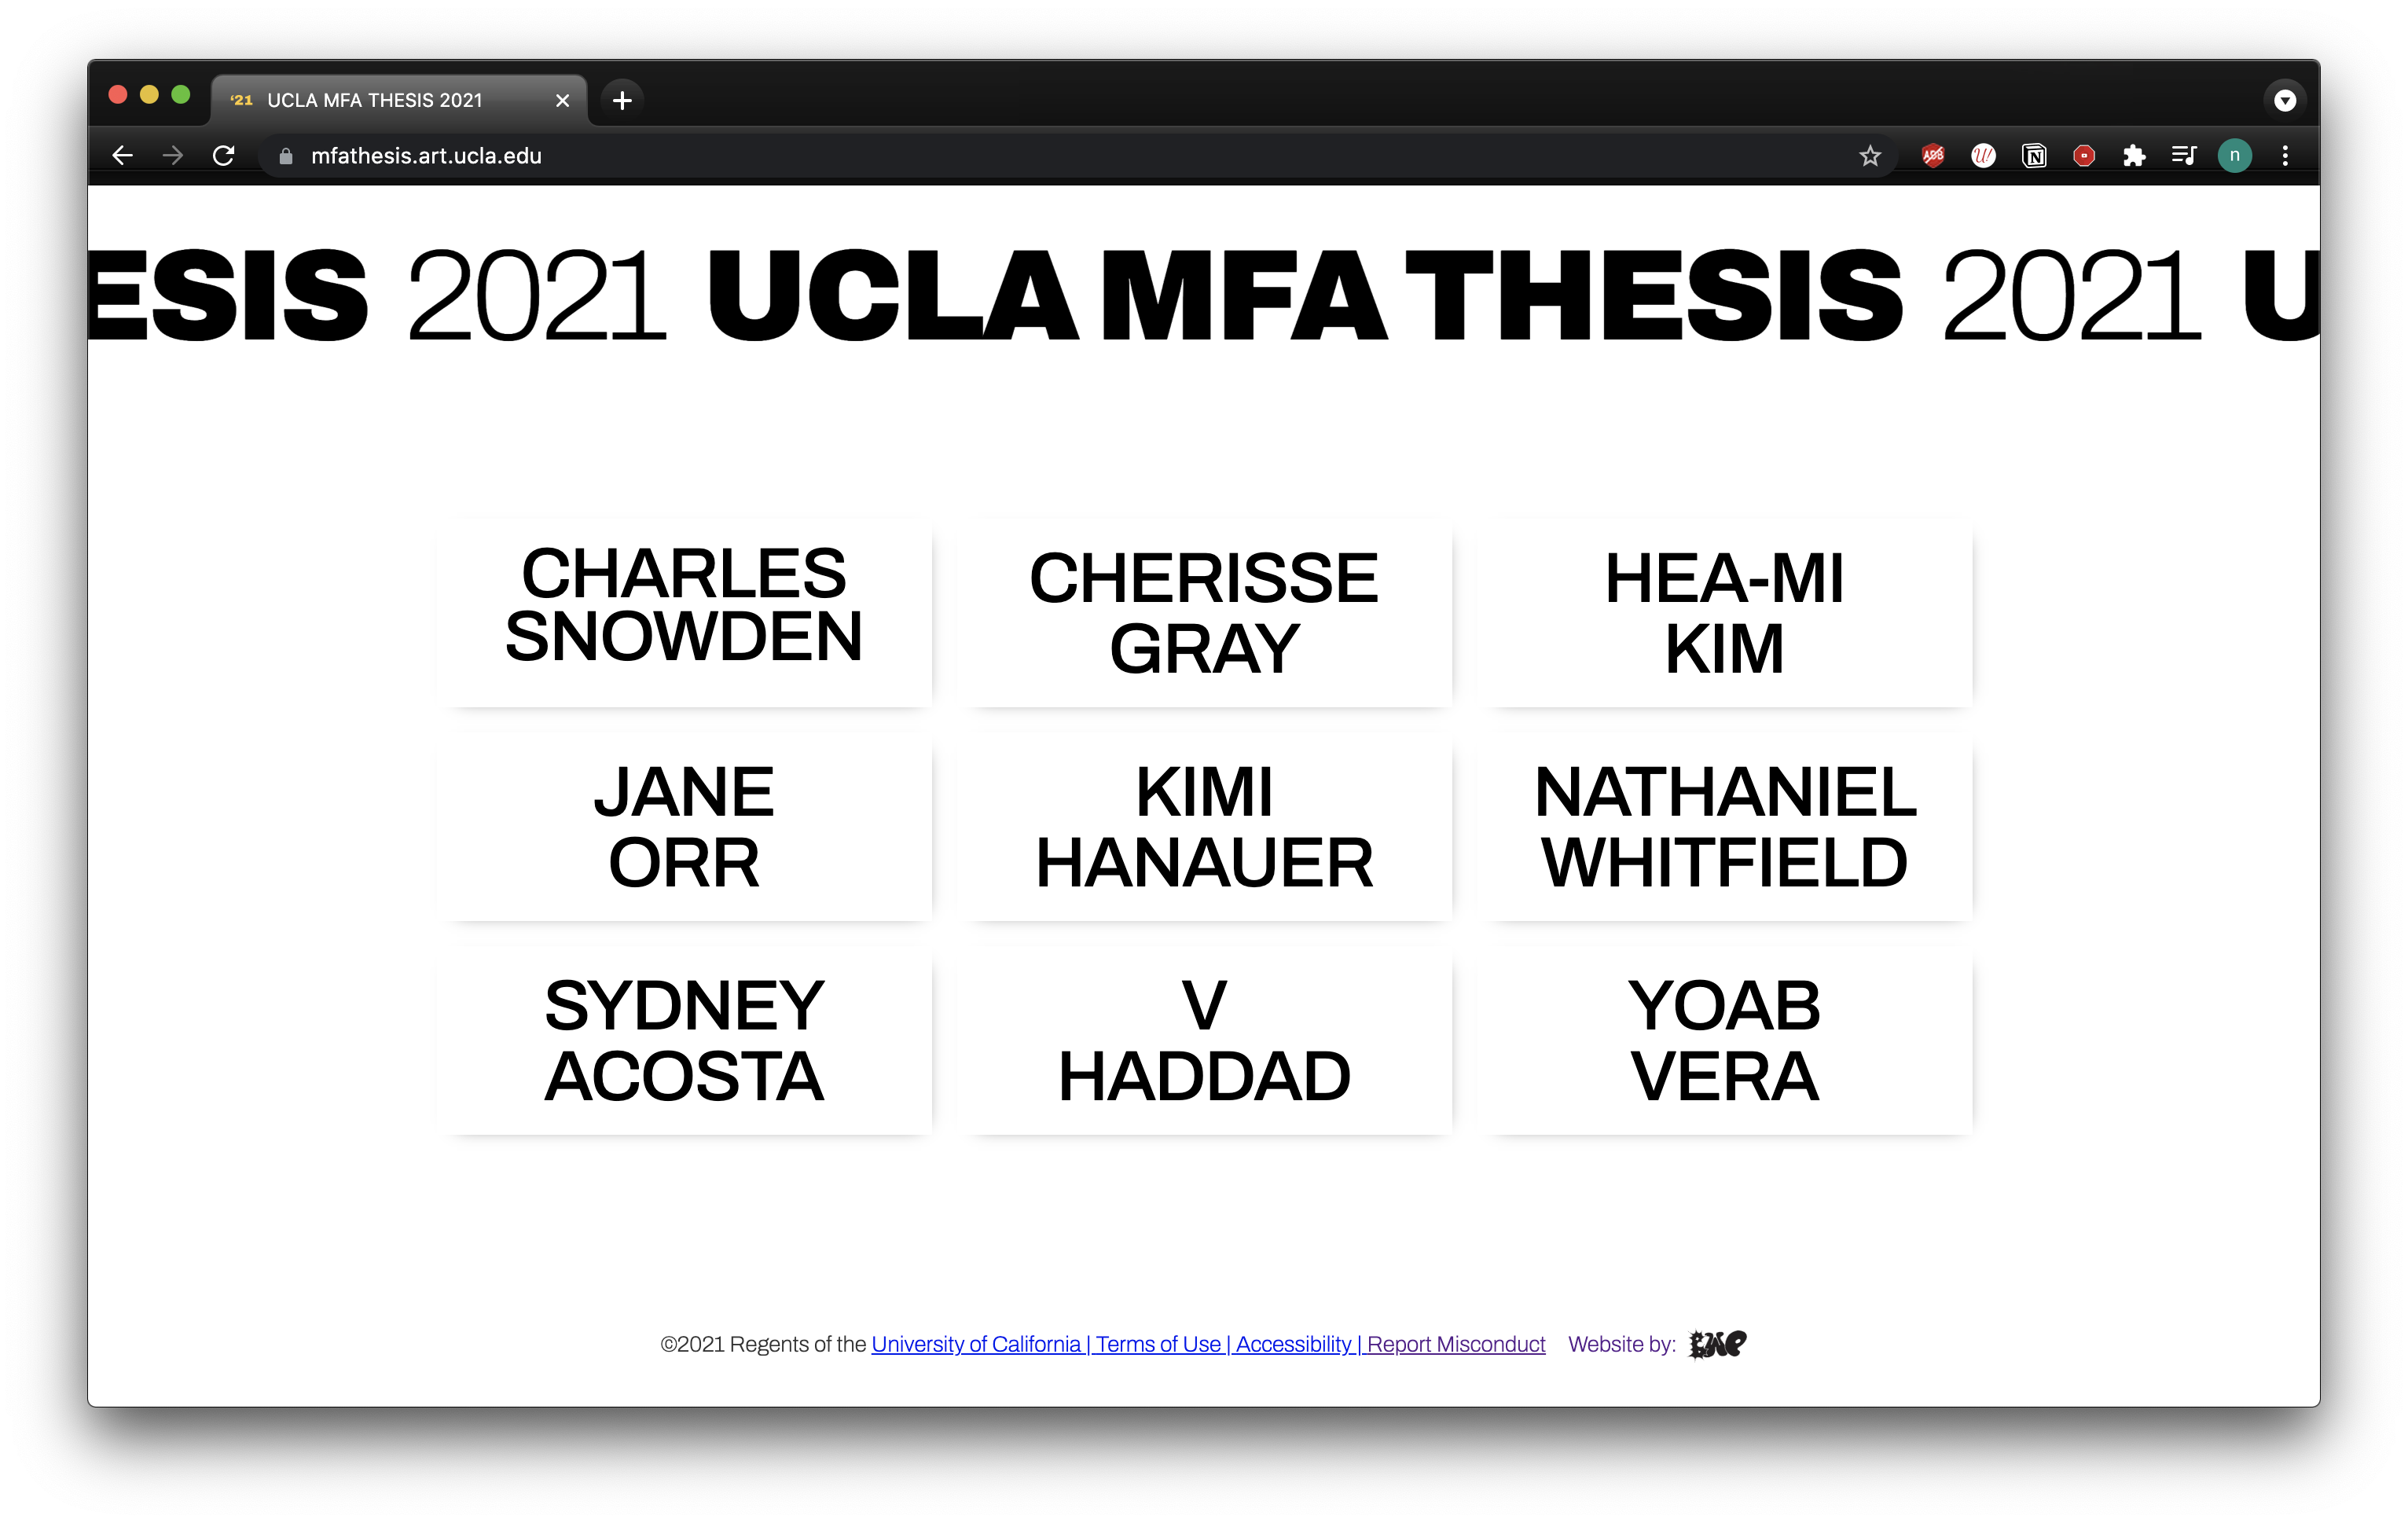 '21 UCLA MFA THESIS 2021
mfathesis.art.ucla.edu
ABP U! N n
ESIS 2021 UCLA MFA THESIS 2021 U
CHARLES
SNOWDEN
CHERISSE
GRAY
HEA-MI
KIM
JANE
ORR
KIMI
HANAUER
NATHANIEL
WHITFIELD
SYDNEY
ACOSTA
V
HADDAD
YOAB
VERA
©2021 Regents of the University of California | Terms of Use | Accessibility | Report Misconduct Website by: